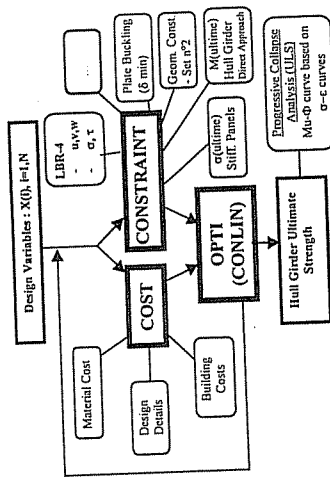 Design Variables : X(i), i=1,N
COST
Material Cost
Design
Details
Building
Costs
CONSTRAINT
LBR-4
- u,v,w
- σ, τ
...
Plate Buckling
(δ min)
Geom. Const.
- Set n°2
M(ultime)
Hull Girder
Direct Approach
σ(ultime)
Stiff. Panels
OPTI
(CONLIN)
Hull Girder Ultimate
Strength
Progressive Collapse
Analysis (ULS)
Mu-Φ curve based on
σ-ε curves